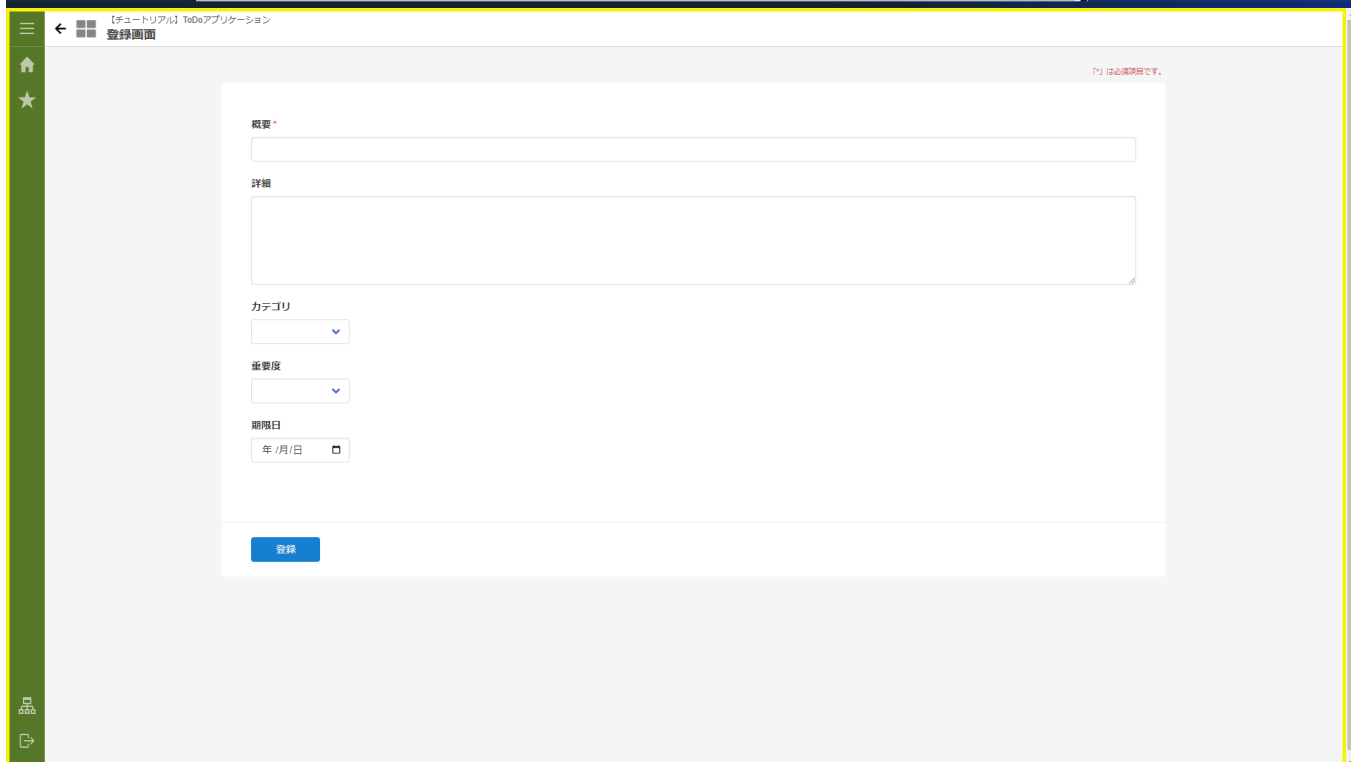 【チュートリアル】ToDoアプリケーション
登録画面
「*」は必須項目です。
概要*
詳細
カテゴリ
重要度
期限日
年 /月/日
登録